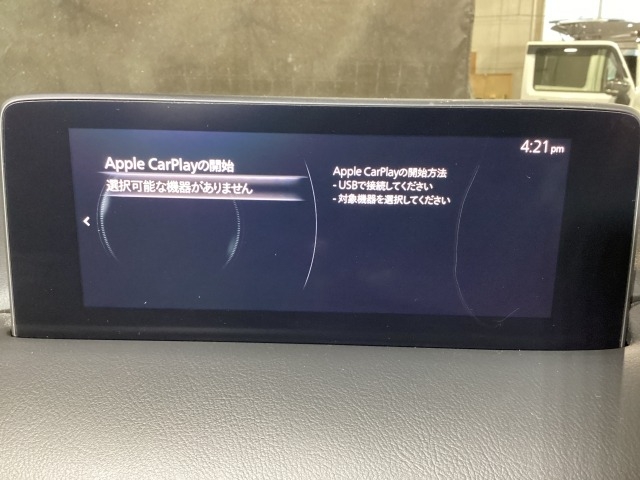 4:21pm
Apple CarPlayの開始
選択可能な機器がありません
Apple CarPlayの開始方法
- USBで接続してください
- 対象機器を選択してください